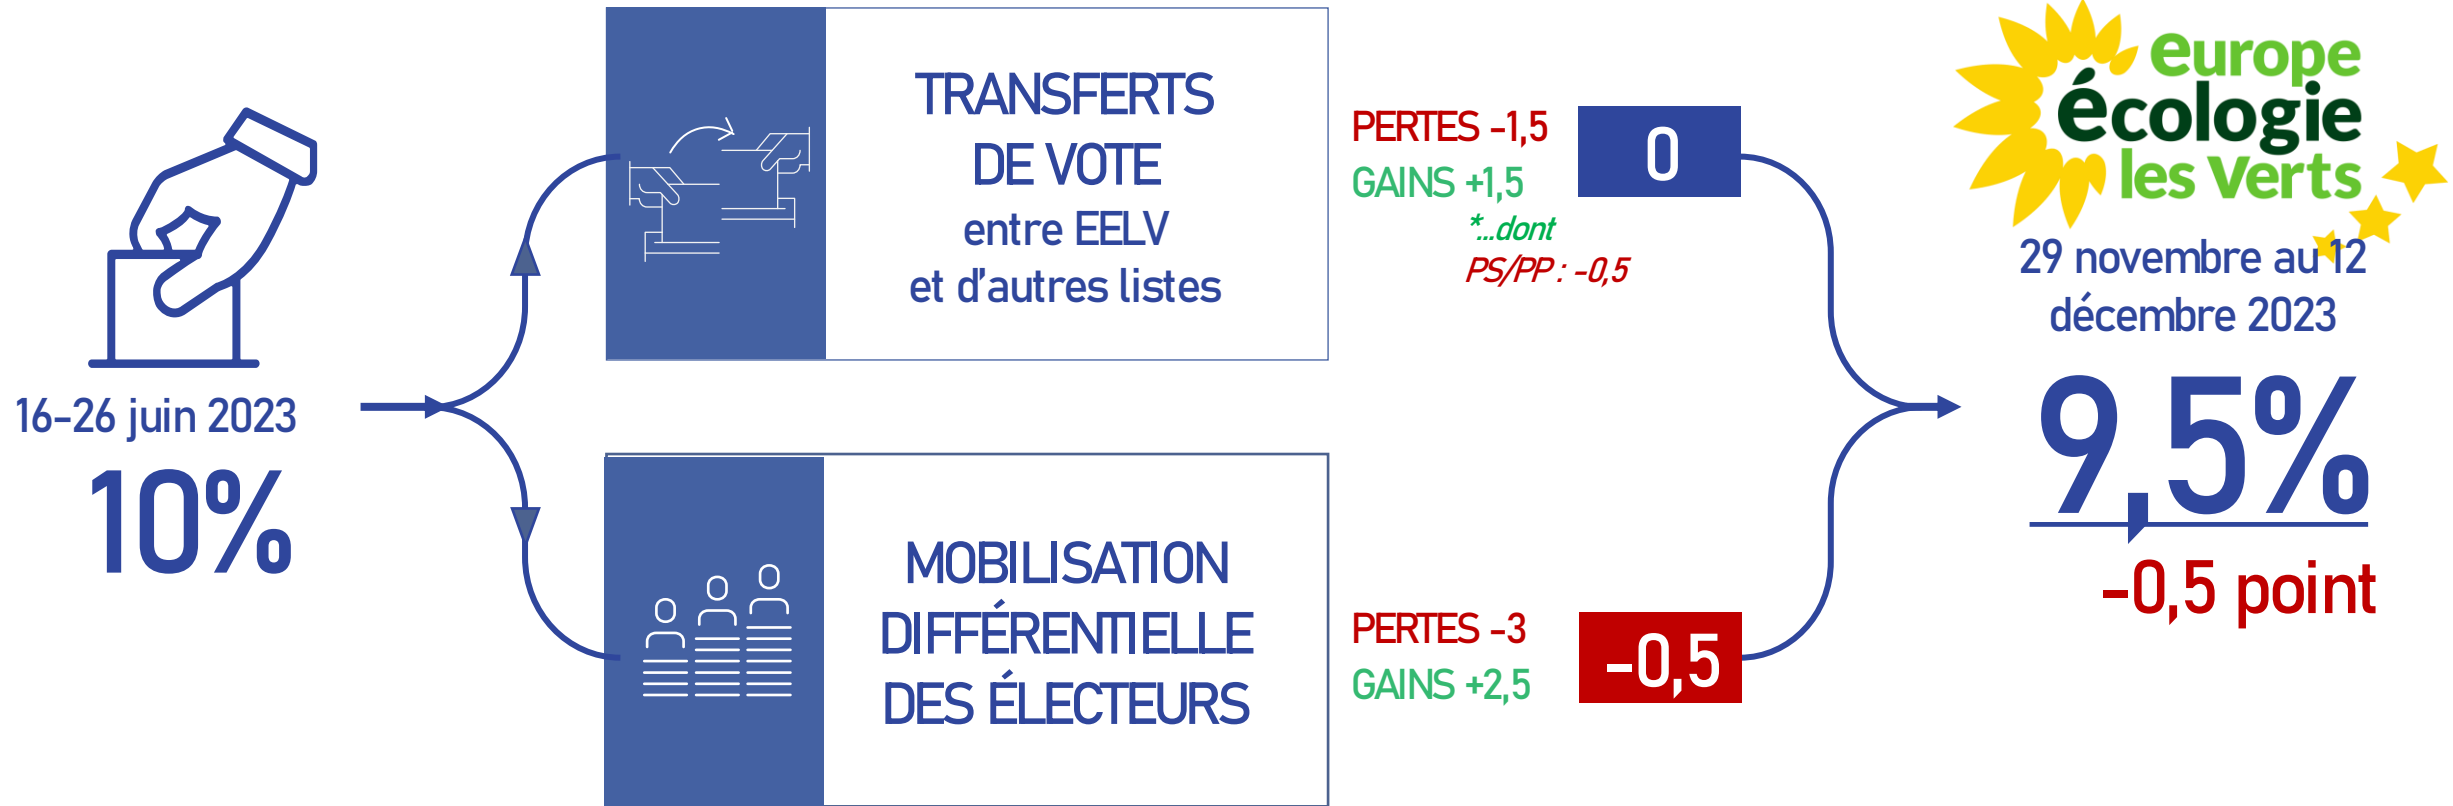 16-26 juin 2023
10%
TRANSFERTS
DE VOTE
entre EELV
et d'autres listes
PERTES -1,5
GAINS +1,5
*...dont
PS/PP : -0,5
0
MOBILISATION
DIFFÉRENTIELLE
DES ÉLECTEURS
PERTES -3
GAINS +2,5
-0,5
europe
écologie
les verts
29 novembre au 12
décembre 2023
9,5%
-0,5 point